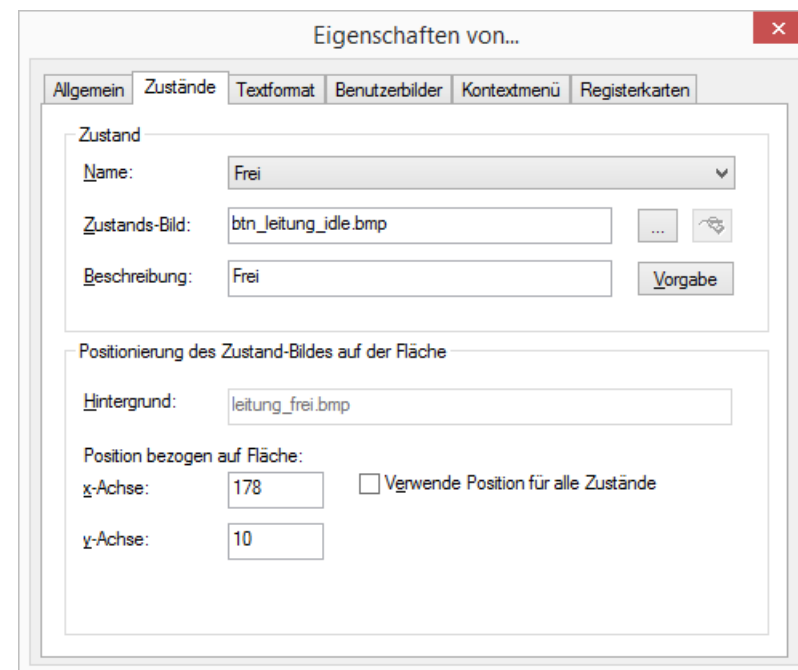 Eigenschaften von...
Allgemein Zustände Textformat Benutzerbilder Kontextmenü Registerkarten
Zustand
Name: Frei
Zustands-Bild: btn_leitung_idle.bmp ...
Beschreibung: Frei Vorgabe
Positionierung des Zustand-Bildes auf der Fläche
Hintergrund: leitung_frei.bmp
Position bezogen auf Fläche:
x-Achse: 178 Verwende Position für alle Zustände
y-Achse: 10